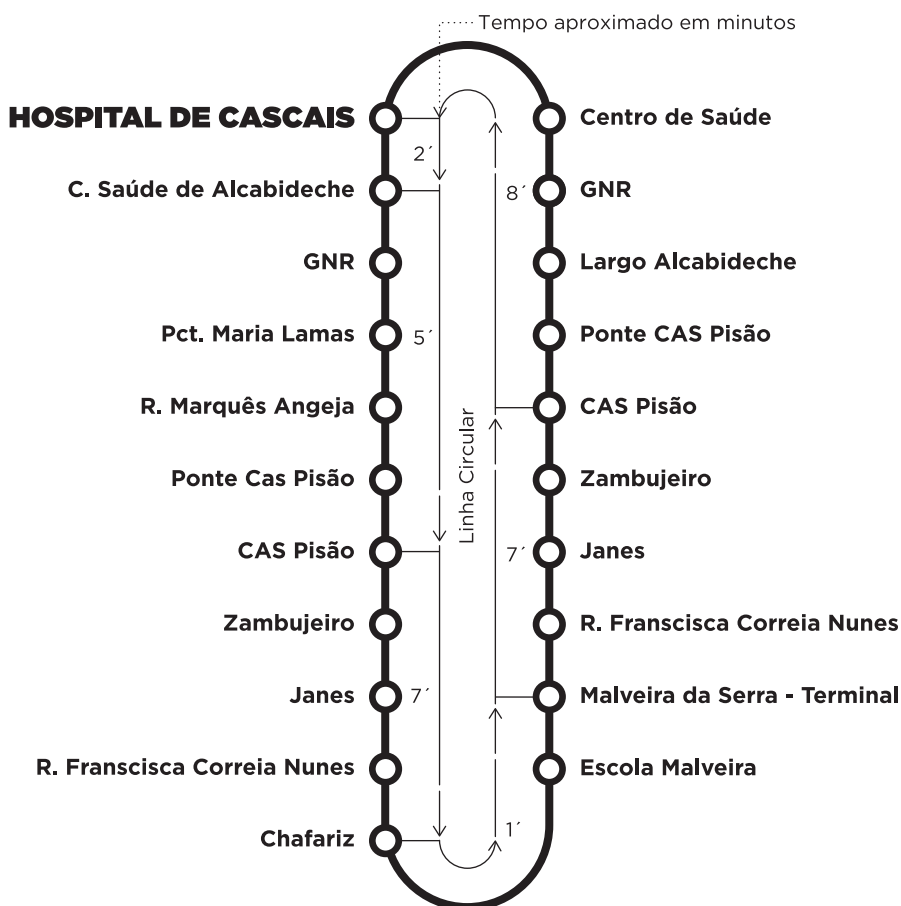 Tempo aproximado em minutos
HOSPITAL DE CASCAIS
Centro de Saúde
2´
C. Saúde de Alcabideche
8´
GNR
GNR
Largo Alcabideche
Pct. Maria Lamas
5´
Ponte CAS Pisão
R. Marquês Angeja
CAS Pisão
Linha Circular
Ponte Cas Pisão
Zambujeiro
CAS Pisão
7´
Janes
Zambujeiro
R. Franscisca Correia Nunes
Janes
7´
Malveira da Serra - Terminal
R. Franscisca Correia Nunes
Escola Malveira
Chafariz
1´